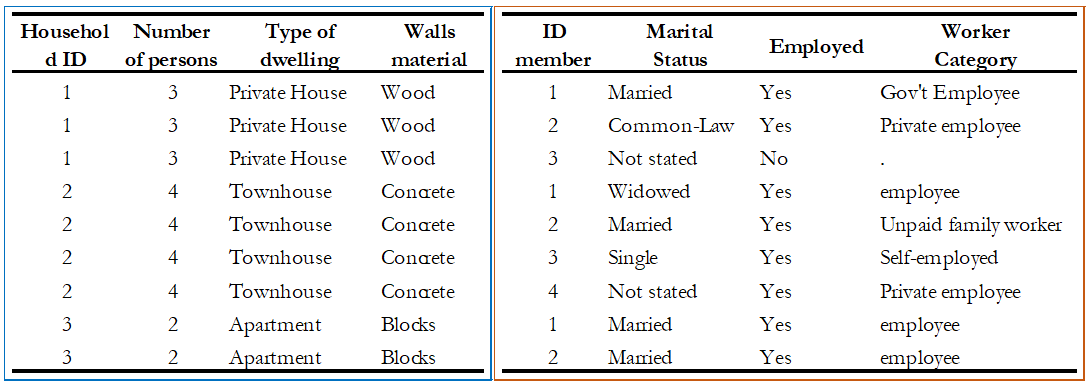 Househol d ID Number of persons Type of dwelling Walls material ID member Marital Status Employed Worker Category
1 3 Private House Wood 1 Married Yes Gov't Employee
1 3 Private House Wood 2 Common-Law Yes Private employee
1 3 Private House Wood 3 Not stated No .
2 4 Townhouse Concrete 1 Widowed Yes employee
2 4 Townhouse Concrete 2 Married Yes Unpaid family worker
2 4 Townhouse Concrete 3 Single Yes Self-employed
2 4 Townhouse Concrete 4 Not stated Yes Private employee
3 2 Apartment Blocks 1 Married Yes employee
3 2 Apartment Blocks 2 Married Yes employee